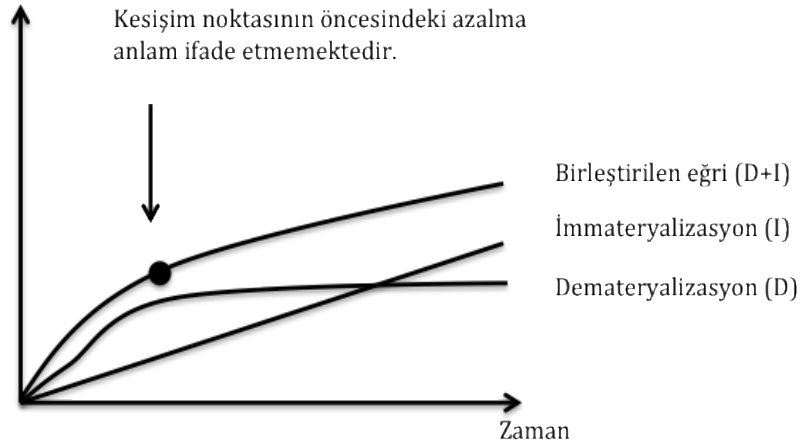 Kesişim noktasının öncesindeki azalma
anlam ifade etmemektedir.
Birleştirilen eğri (D+I)
İmmateryalizasyon (I)
Demateryalizasyon (D)
Zaman